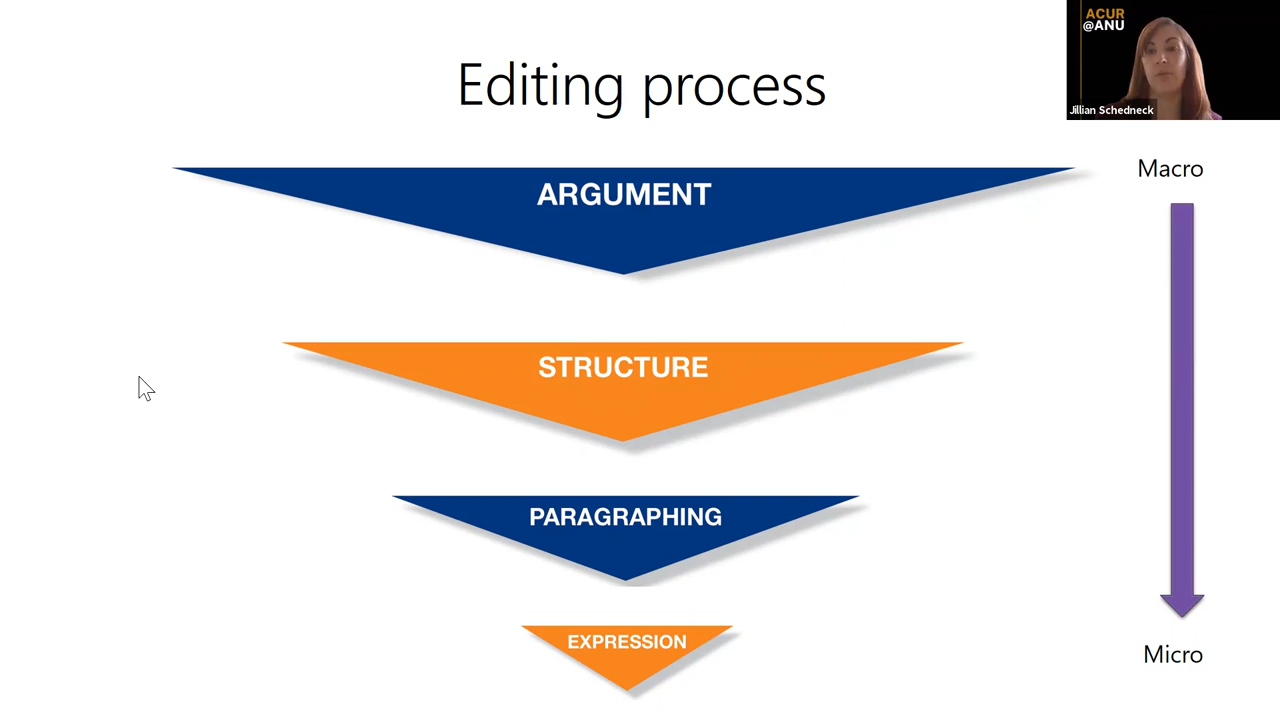 ACUR
@ANU
Jillian Schedneck
Editing process
Macro
ARGUMENT
STRUCTURE
PARAGRAPHING
EXPRESSION
Micro